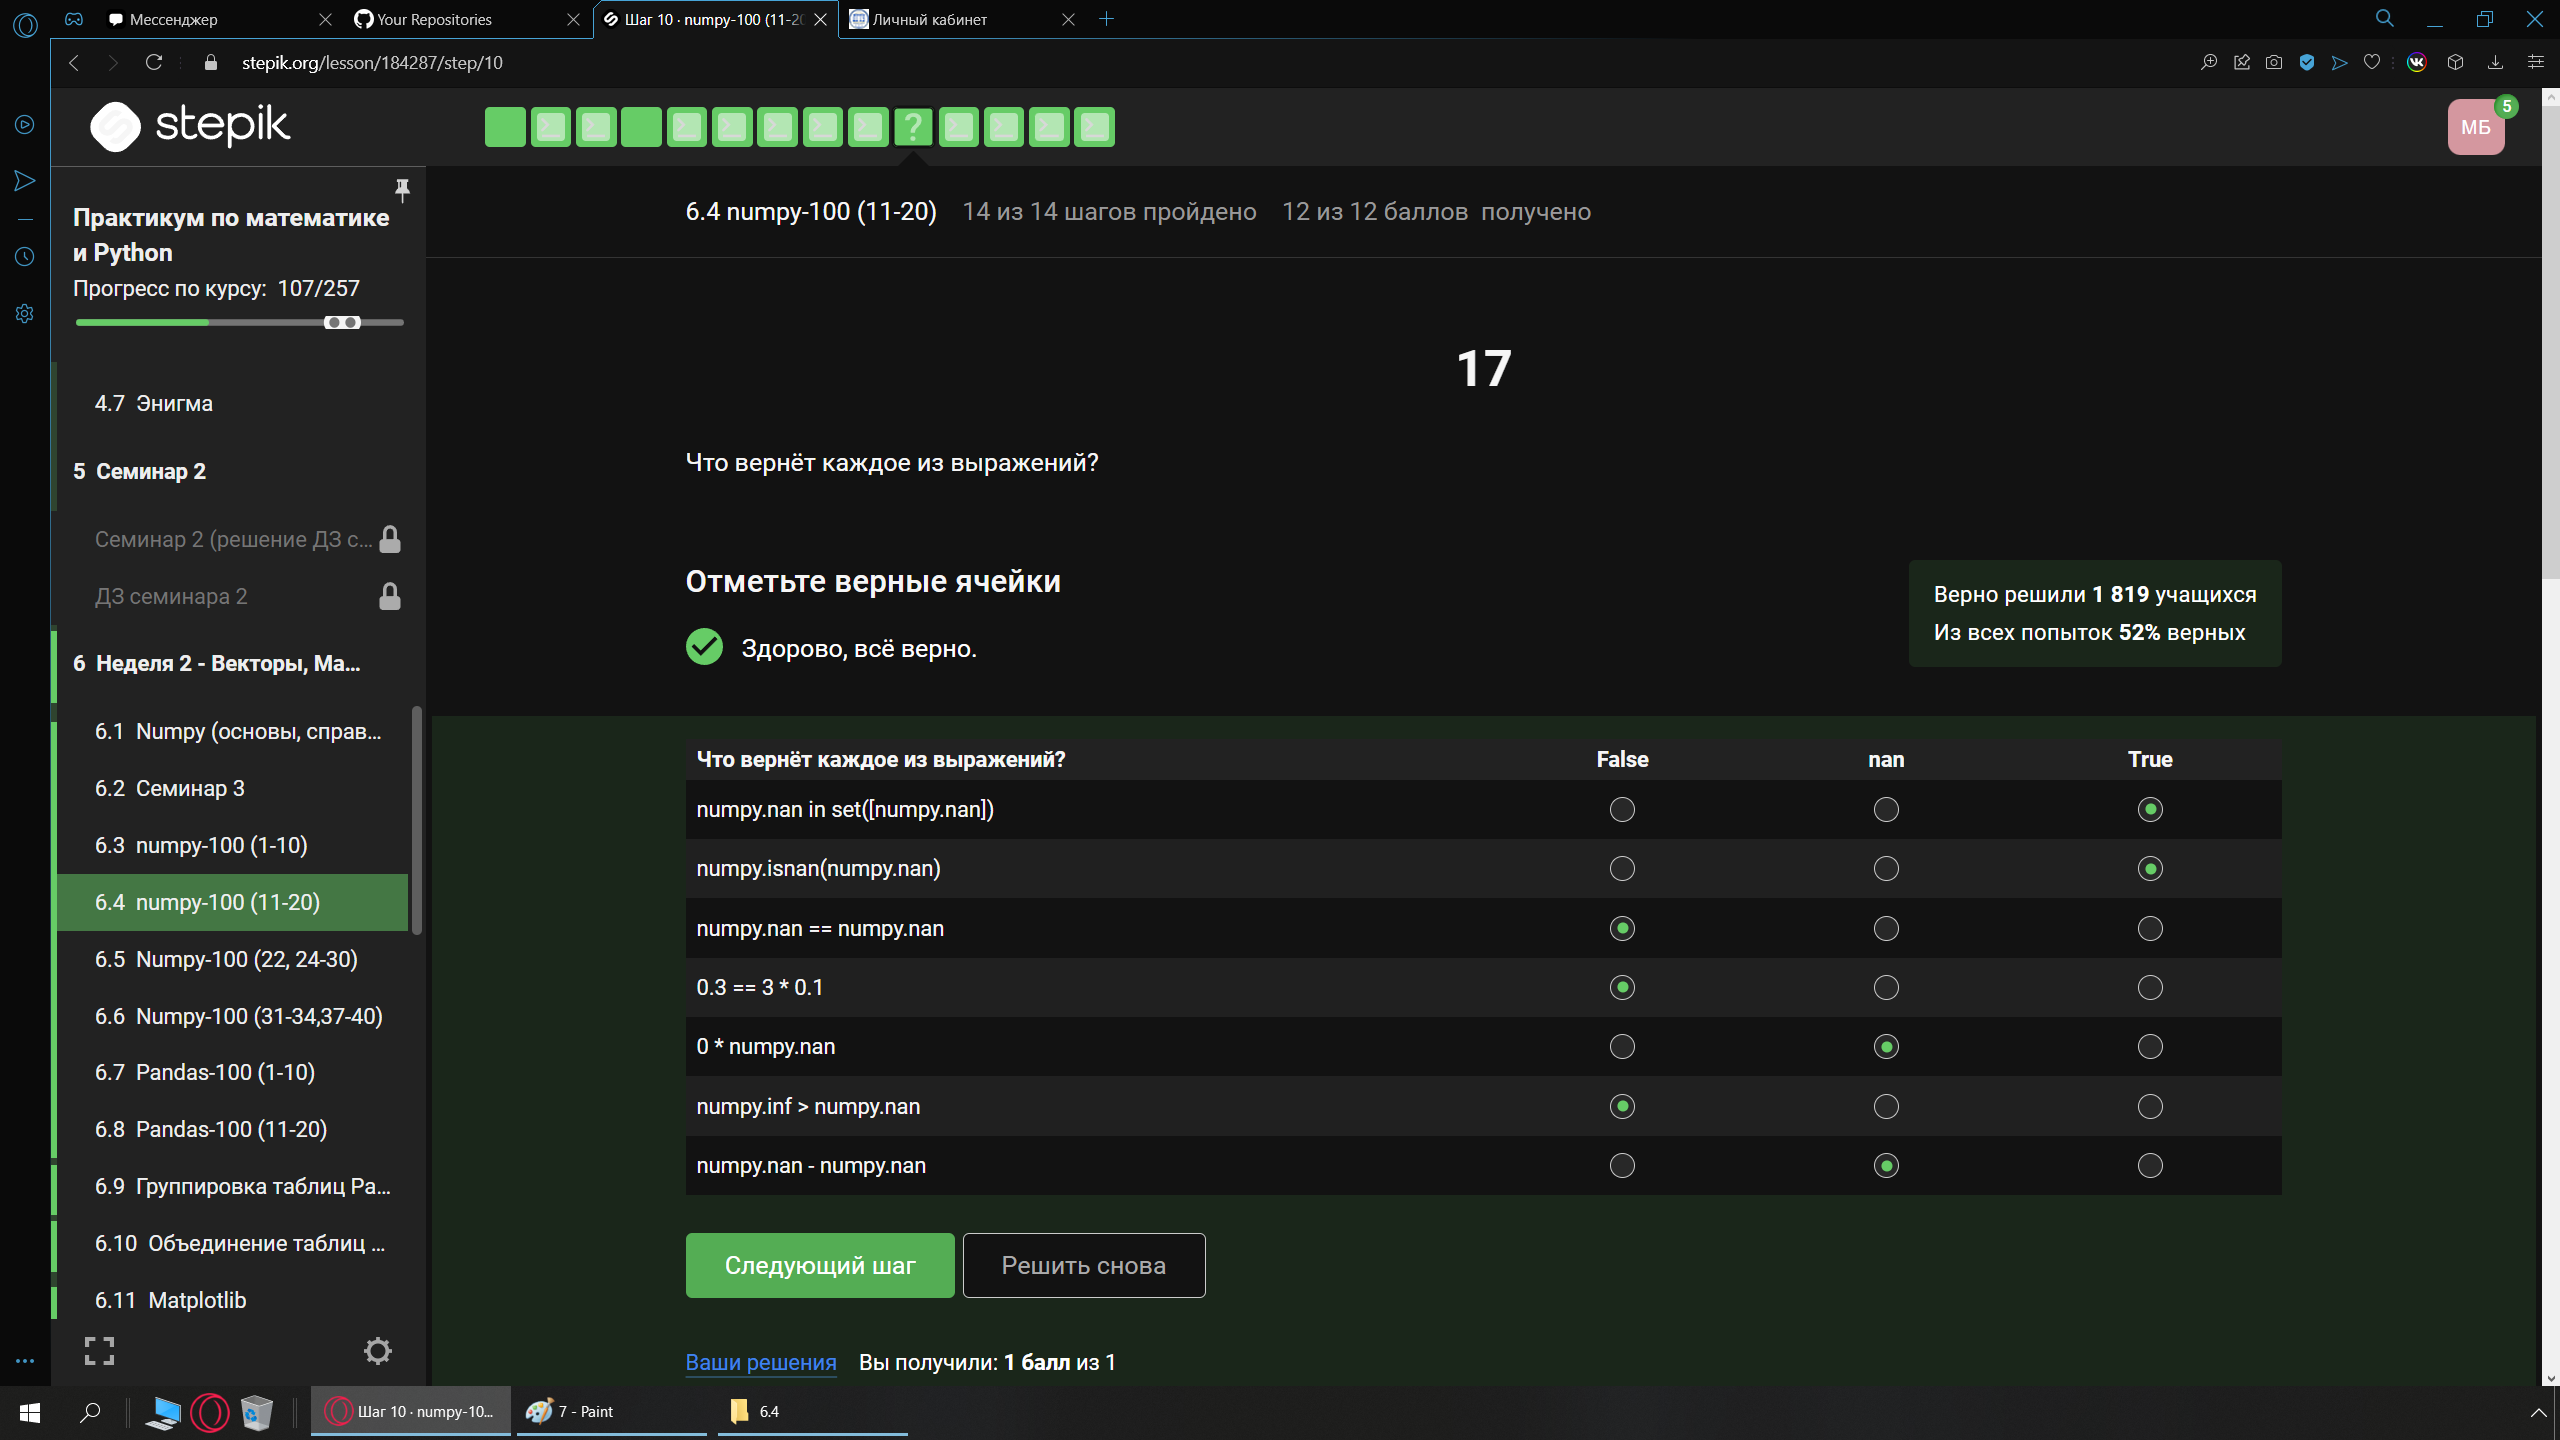 Мессенджер
Your Repositories
Шаг 10 · numpy-100 (11-20
Личный кабинет
stepik.org/lesson/184287/step/10
stepik
МБ
5
Практикум по математике
и Python
Прогресс по курсу: 107/257
4.7 Энигма
5 Семинар 2
Семинар 2 (решение ДЗ с...
ДЗ семинара 2
6 Неделя 2 - Векторы, Ма...
6.1 Numpy (основы, справ...
6.2 Семинар 3
6.3 numpy-100 (1-10)
6.4 numpy-100 (11-20)
6.5 Numpy-100 (22, 24-30)
6.6 Numpy-100 (31-34,37-40)
6.7 Pandas-100 (1-10)
6.8 Pandas-100 (11-20)
6.9 Группировка таблиц Pa...
6.10 Объединение таблиц ...
6.11 Matplotlib
6.4 numpy-100 (11-20) 14 из 14 шагов пройдено 12 из 12 баллов получено
17
Что вернёт каждое из выражений?
Отметьте верные ячейки
Здорово, всё верно.
Верно решили 1 819 учащихся
Из всех попыток 52% верных
Что вернёт каждое из выражений? False nan True
numpy.nan in set([numpy.nan])
numpy.isnan(numpy.nan)
numpy.nan == numpy.nan
0.3 == 3 * 0.1
0 * numpy.nan
numpy.inf > numpy.nan
numpy.nan - numpy.nan
Следующий шаг
Решить снова
Ваши решения Вы получили: 1 балл из 1
Шаг 10 · numpy-10...
7 - Paint
6.4